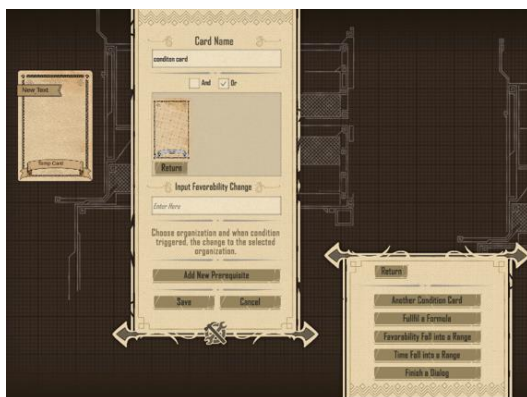 New Text
Temp Card
Card Name
conditon card
And
Or
Return
Input Favorability Change
Enter Here
Choose organization and when condition
triggered, the change to the selected
organization.
Add New Prerequisite
Save
Cancel
Return
Another Condition Card
Fullfil a Formula
Favorability Fall into a Range
Time Fall into a Range
Finish a Dialog